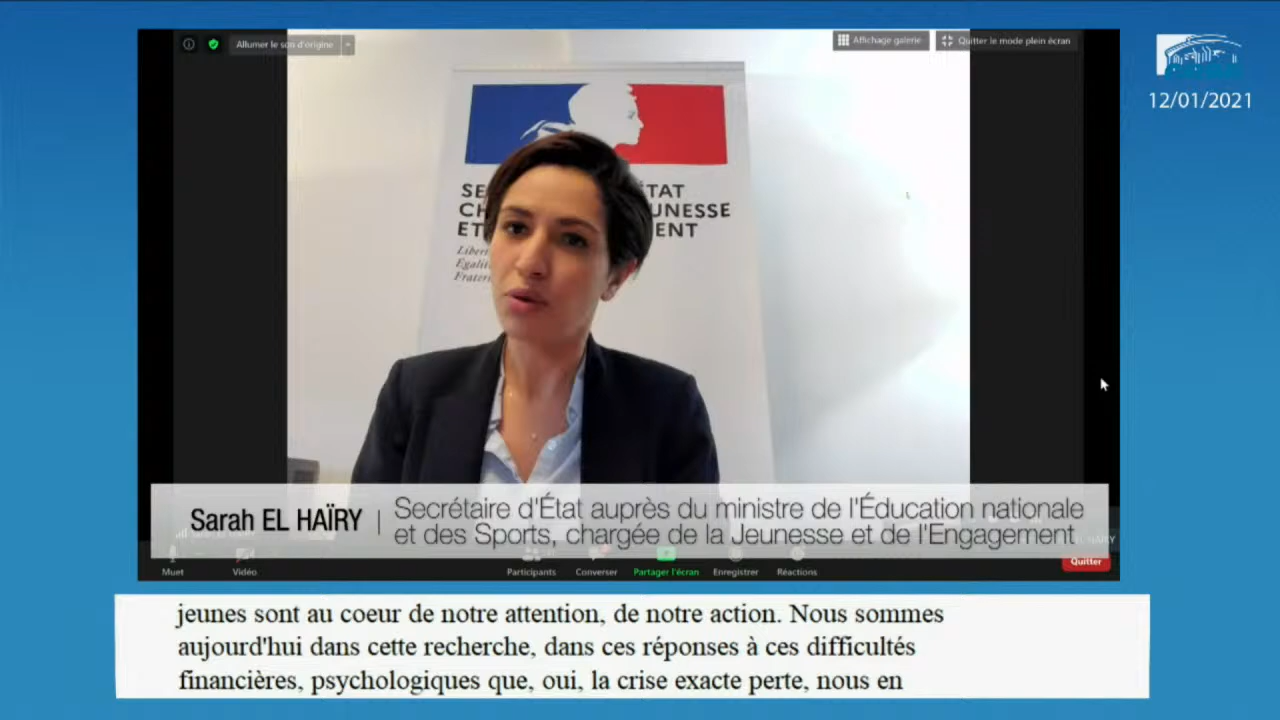 Allumer le son d'origine
Affichage galerie
Quitter le mode plein écran
12/01/2021
SE ÉTAT
CH UNESSE
ET ENT
Liber
Égalit
Frater
Sarah EL HAÏRY | Secrétaire d'État auprès du ministre de l'Éducation nationale
et des Sports, chargée de la Jeunesse et de l'Engagement
Muet
Vidéo
Participants
Converser
Partager l'écran
Enregistrer
Réactions
Quitter
jeunes sont au coeur de notre attention, de notre action. Nous sommes
aujourd'hui dans cette recherche, dans ces réponses à ces difficultés
financières, psychologiques que, oui, la crise exacte perte, nous en